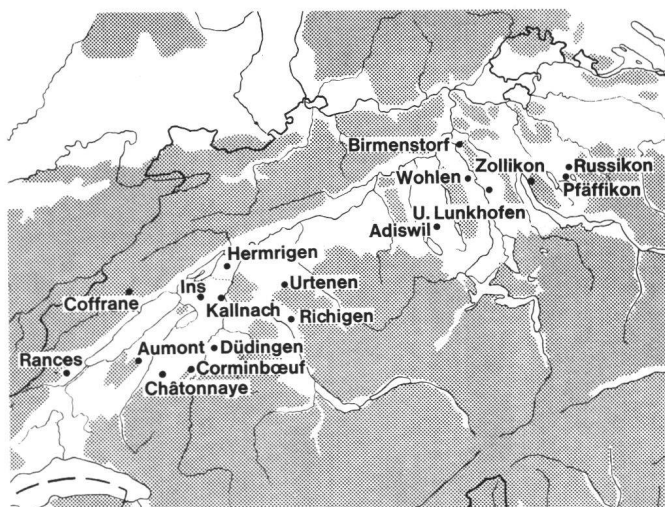 Birmenstorf
Zollikon
Russikon
Wohlen
Pfäffikon
U. Lunkhofen
Adiswil
Hermrigen
Ins
Urtenen
Coffrane
Kallnach
Richigen
Rances
Aumont
Düdingen
Corminbœuf
Châtonnaye